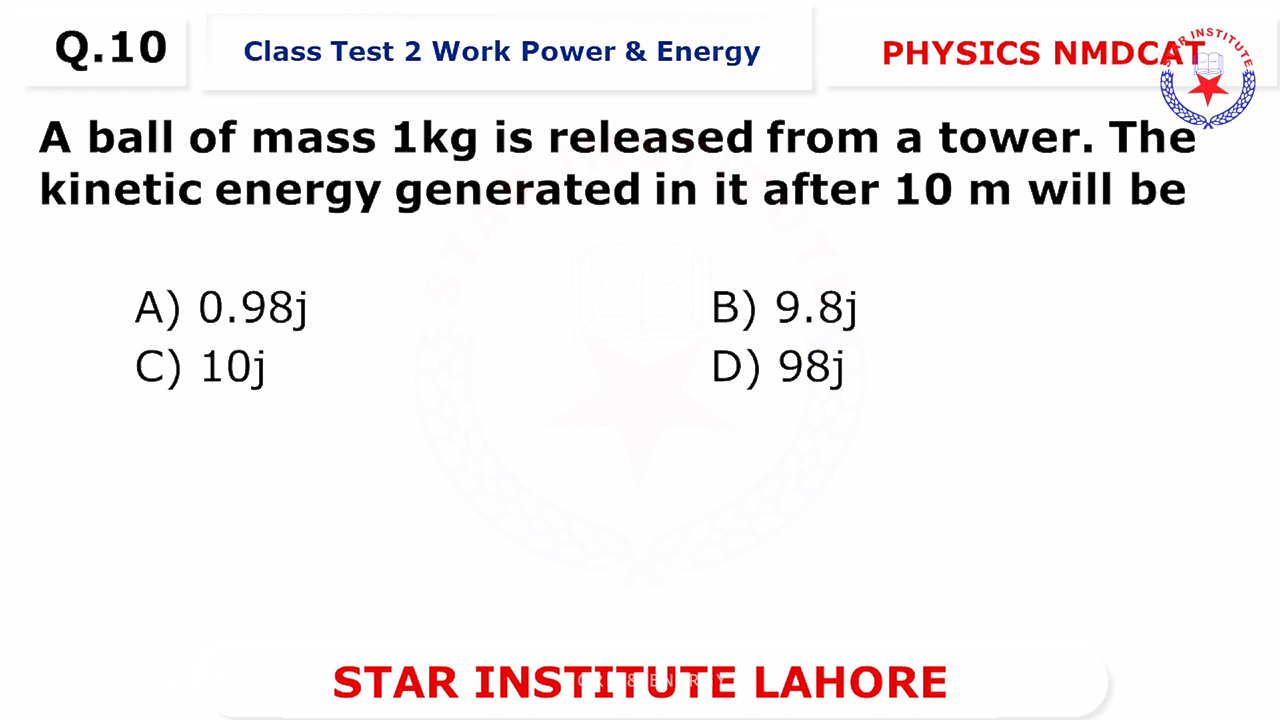 Q.10
Class Test 2 Work Power & Energy
PHYSICS NMDCAT
STAR INSTITUTE
A ball of mass 1kg is released from a tower. The
kinetic energy generated in it after 10 m will be
A) 0.98j
B) 9.8j
C) 10j
D) 98j
STAR INSTITUTE LAHORE